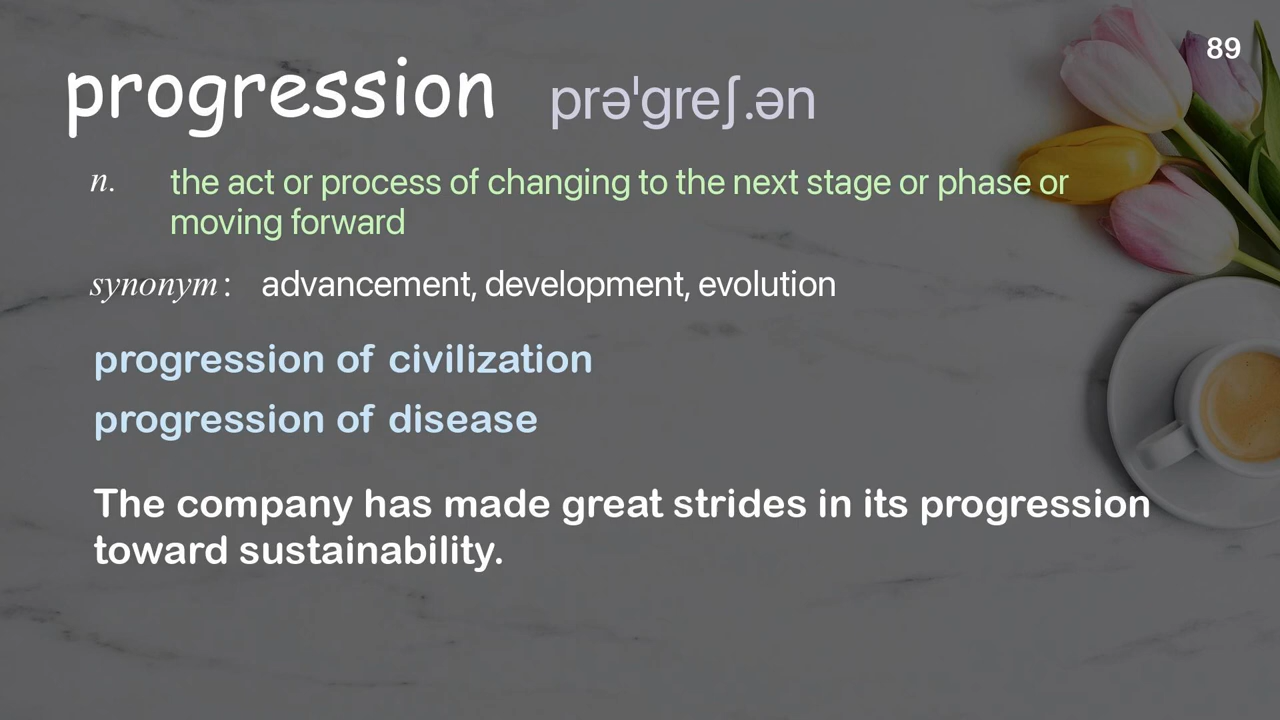 89
progression prəˈɡreʃ.ən
n. the act or process of changing to the next stage or phase or
moving forward
synonym: advancement, development, evolution
progression of civilization
progression of disease
The company has made great strides in its progression
toward sustainability.